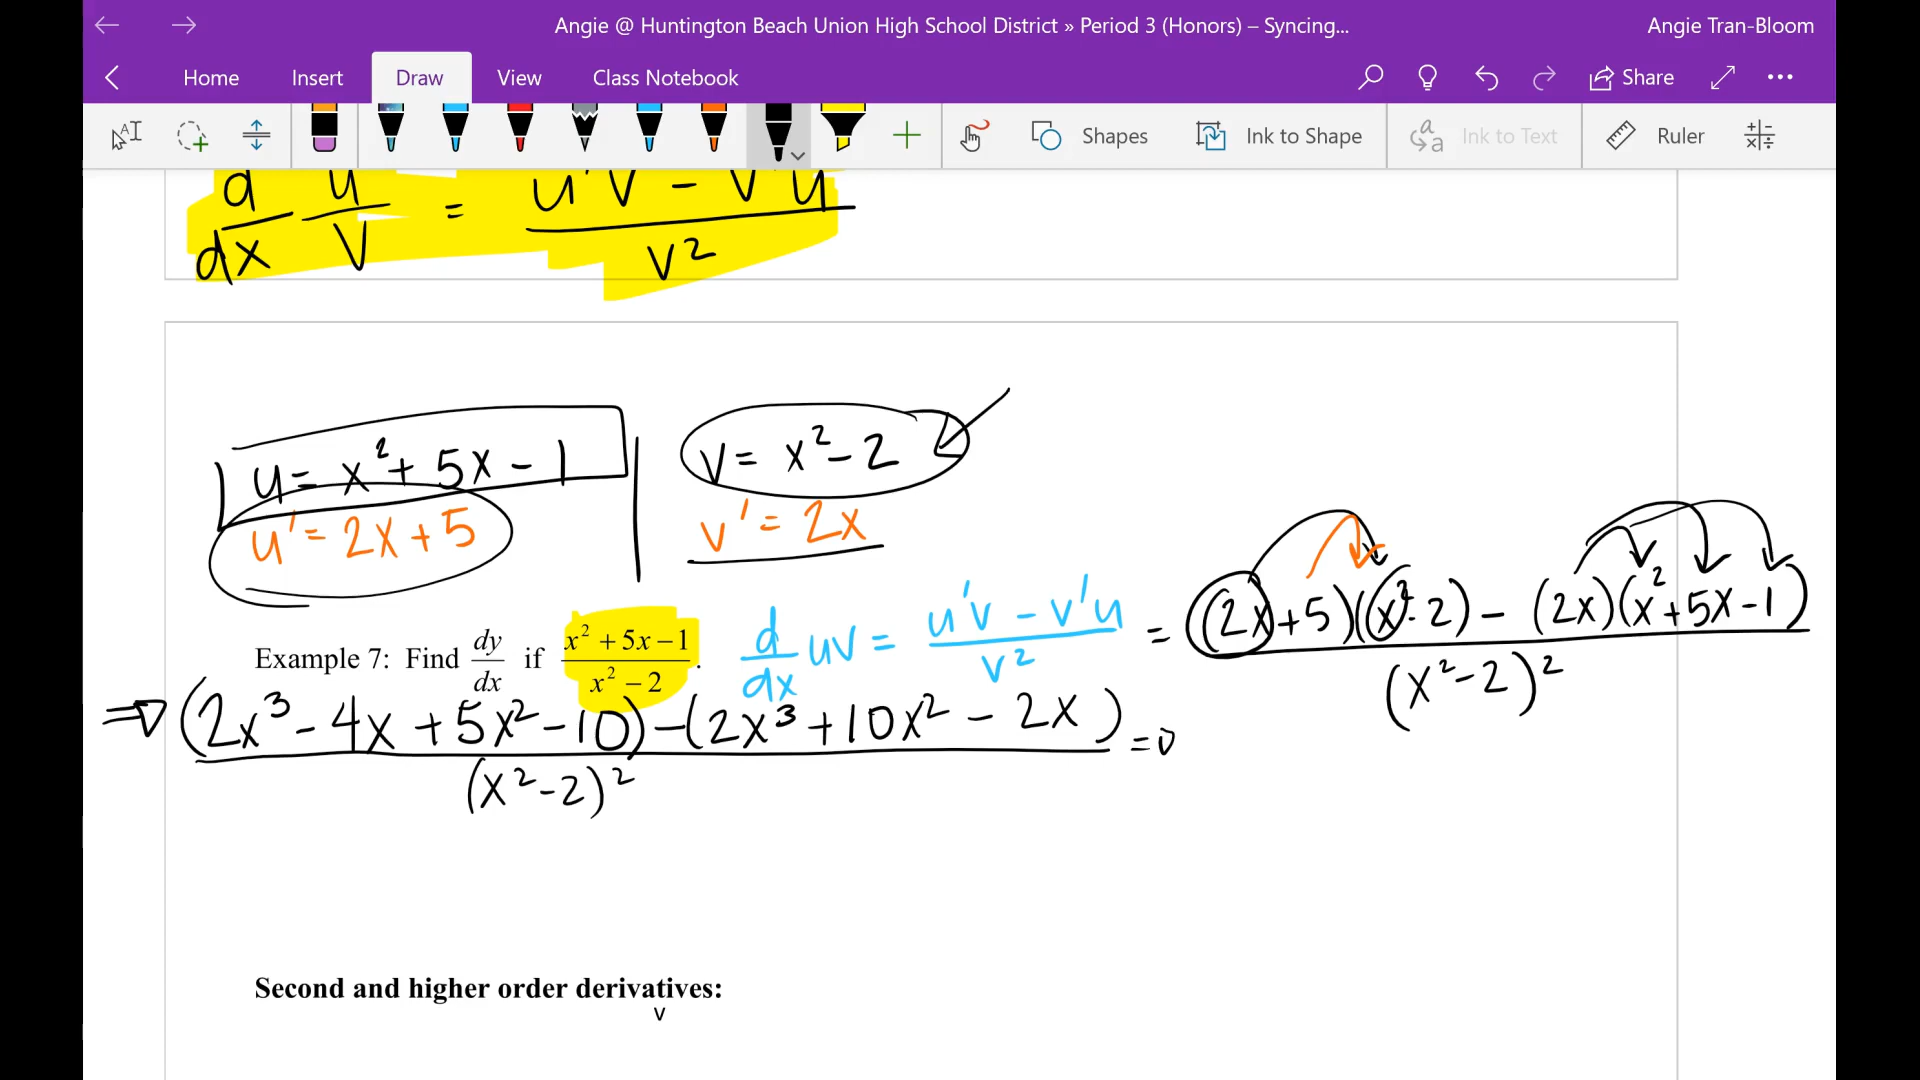 Angie @ Huntington Beach Union High School District » Period 3 (Honors) – Syncing...
Angie Tran-Bloom
Home Insert Draw View Class Notebook Share
Shapes Ink to Shape Ink to Text Ruler
d/dx u/v = (u'v - v'u)/v²
u = x² + 5x - 1
v = x² - 2
u' = 2x + 5
v' = 2x
Example 7: Find dy/dx if (x² + 5x − 1)/(x² − 2).
d/dx uv = (u'v - v'u)/v² = ((2x+5)(x²-2) - (2x)(x²+5x-1))/(x²-2)²
⇒ ((2x³ - 4x + 5x² - 10) - (2x³ + 10x² - 2x))/(x²-2)² ⇒
Second and higher order derivatives:
v